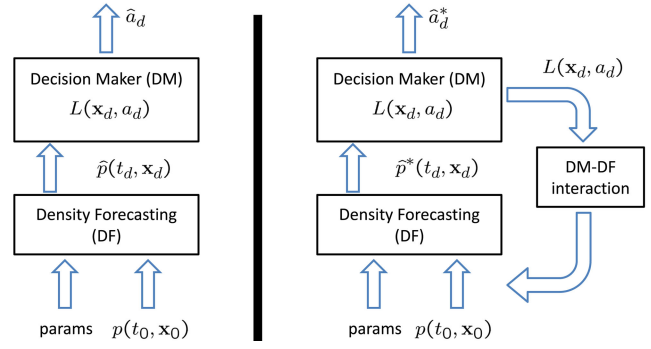 â_d
Decision Maker (DM)
L(x_d, a_d)
p̂(t_d, x_d)
Density Forecasting
(DF)
params p(t_0, x_0)
â_d^*
Decision Maker (DM)
L(x_d, a_d)
L(x_d, a_d)
p̂^*(t_d, x_d)
DM-DF
interaction
Density Forecasting
(DF)
params p(t_0, x_0)